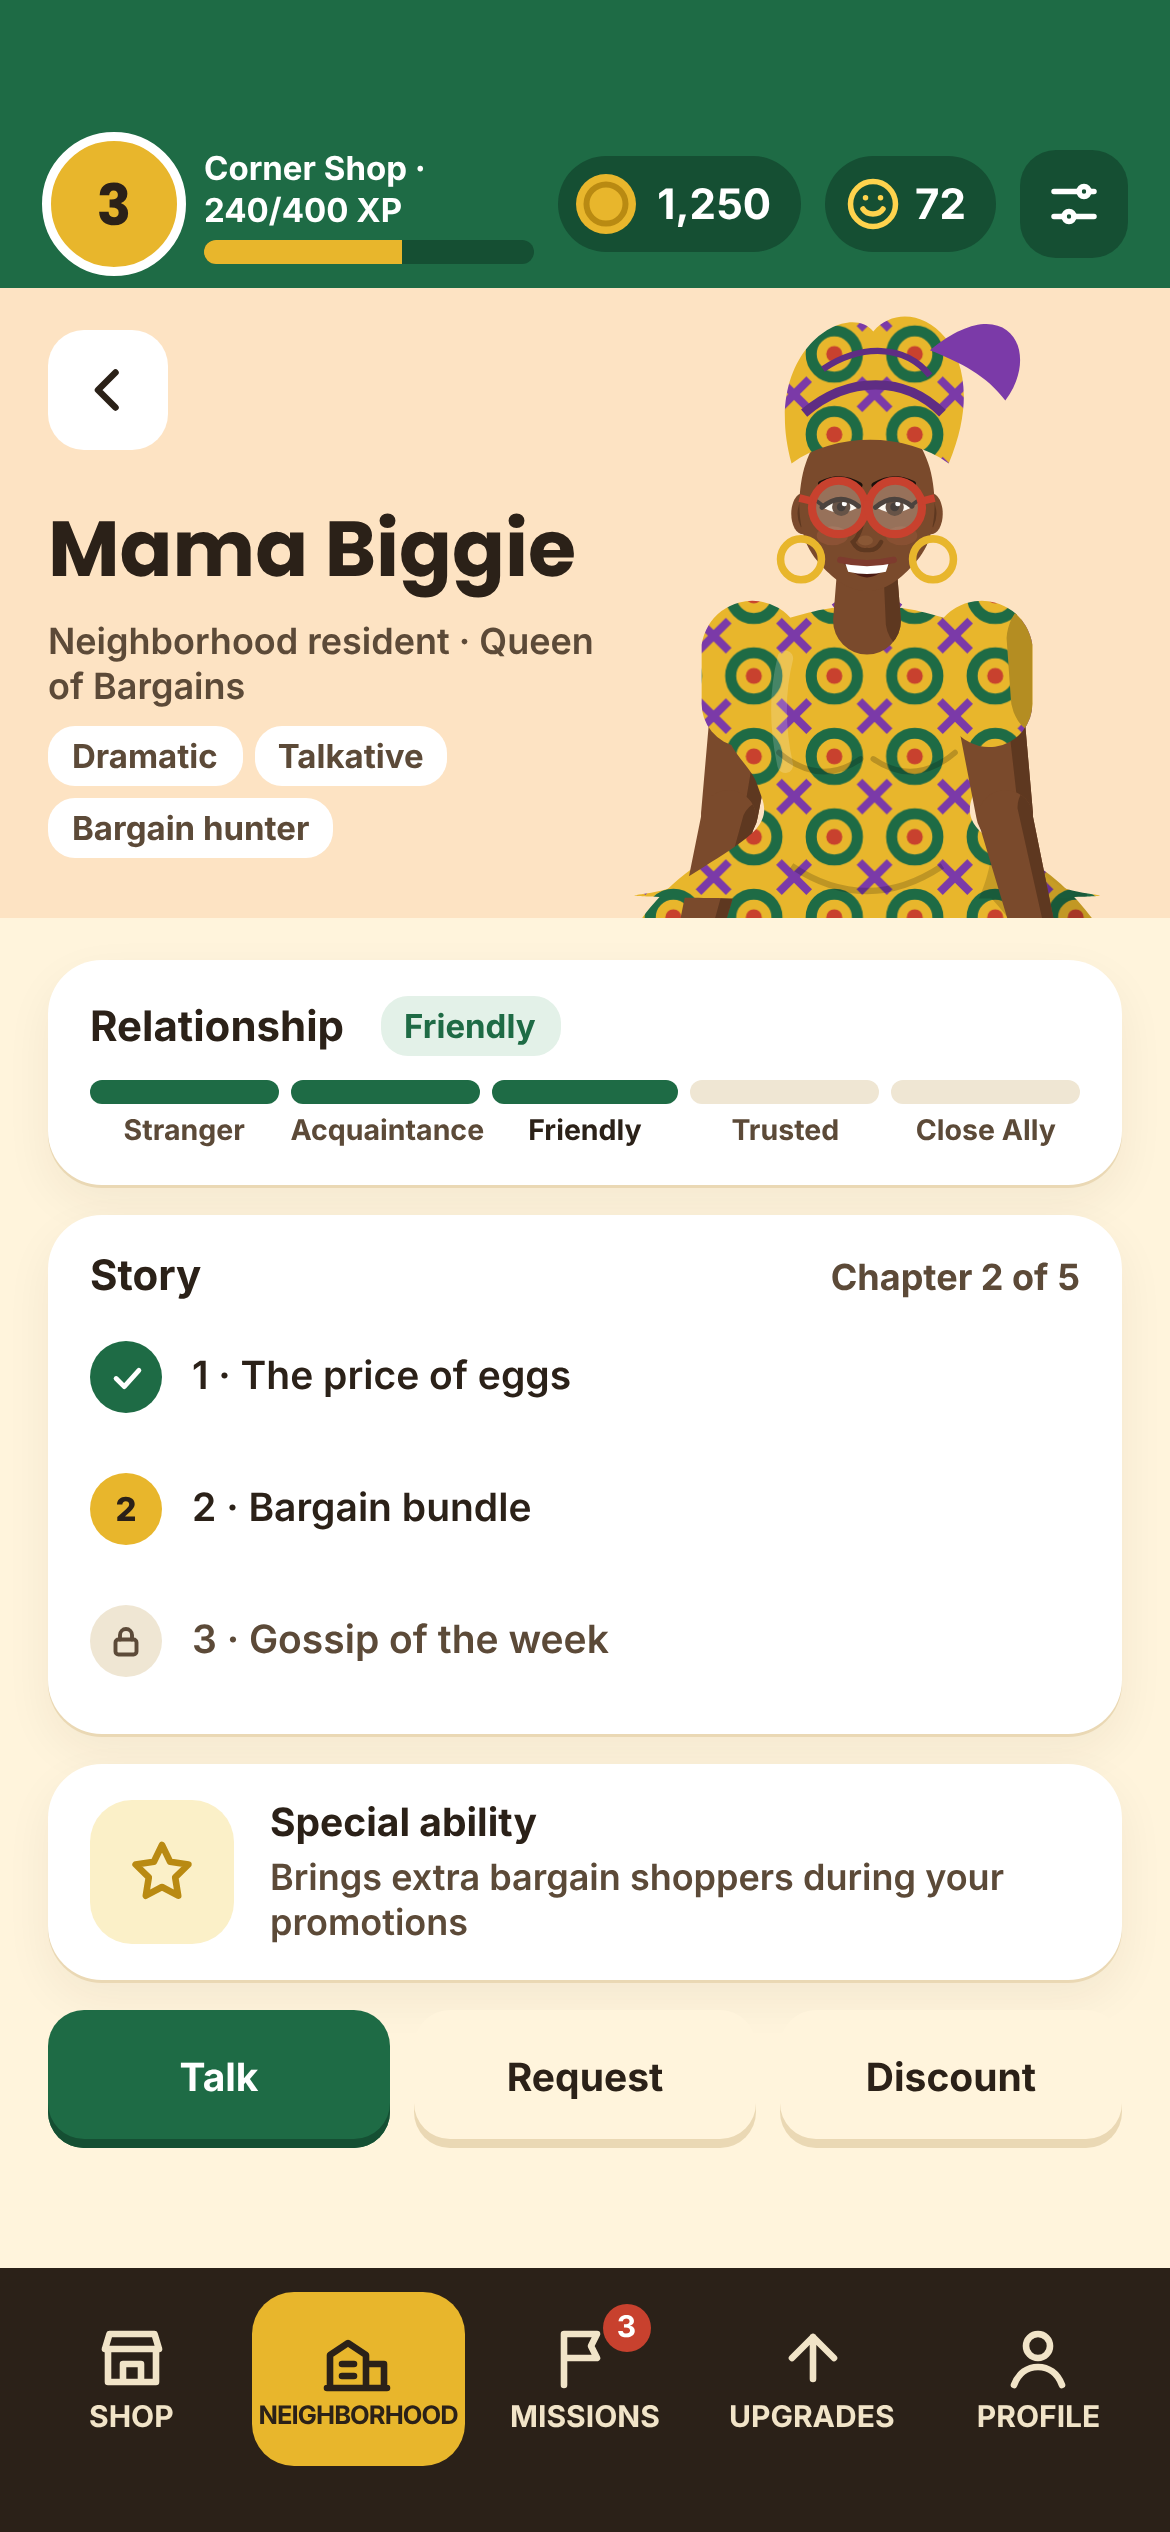 3
Corner Shop ·
240/400 XP
1,250
72
Mama Biggie
Neighborhood resident · Queen
of Bargains
Dramatic
Talkative
Bargain hunter
Relationship
Friendly
Stranger
Acquaintance
Friendly
Trusted
Close Ally
Story
Chapter 2 of 5
1 · The price of eggs
2
2 · Bargain bundle
3 · Gossip of the week
Special ability
Brings extra bargain shoppers during your
promotions
Talk
Request
Discount
3
SHOP
NEIGHBORHOOD
MISSIONS
UPGRADES
PROFILE